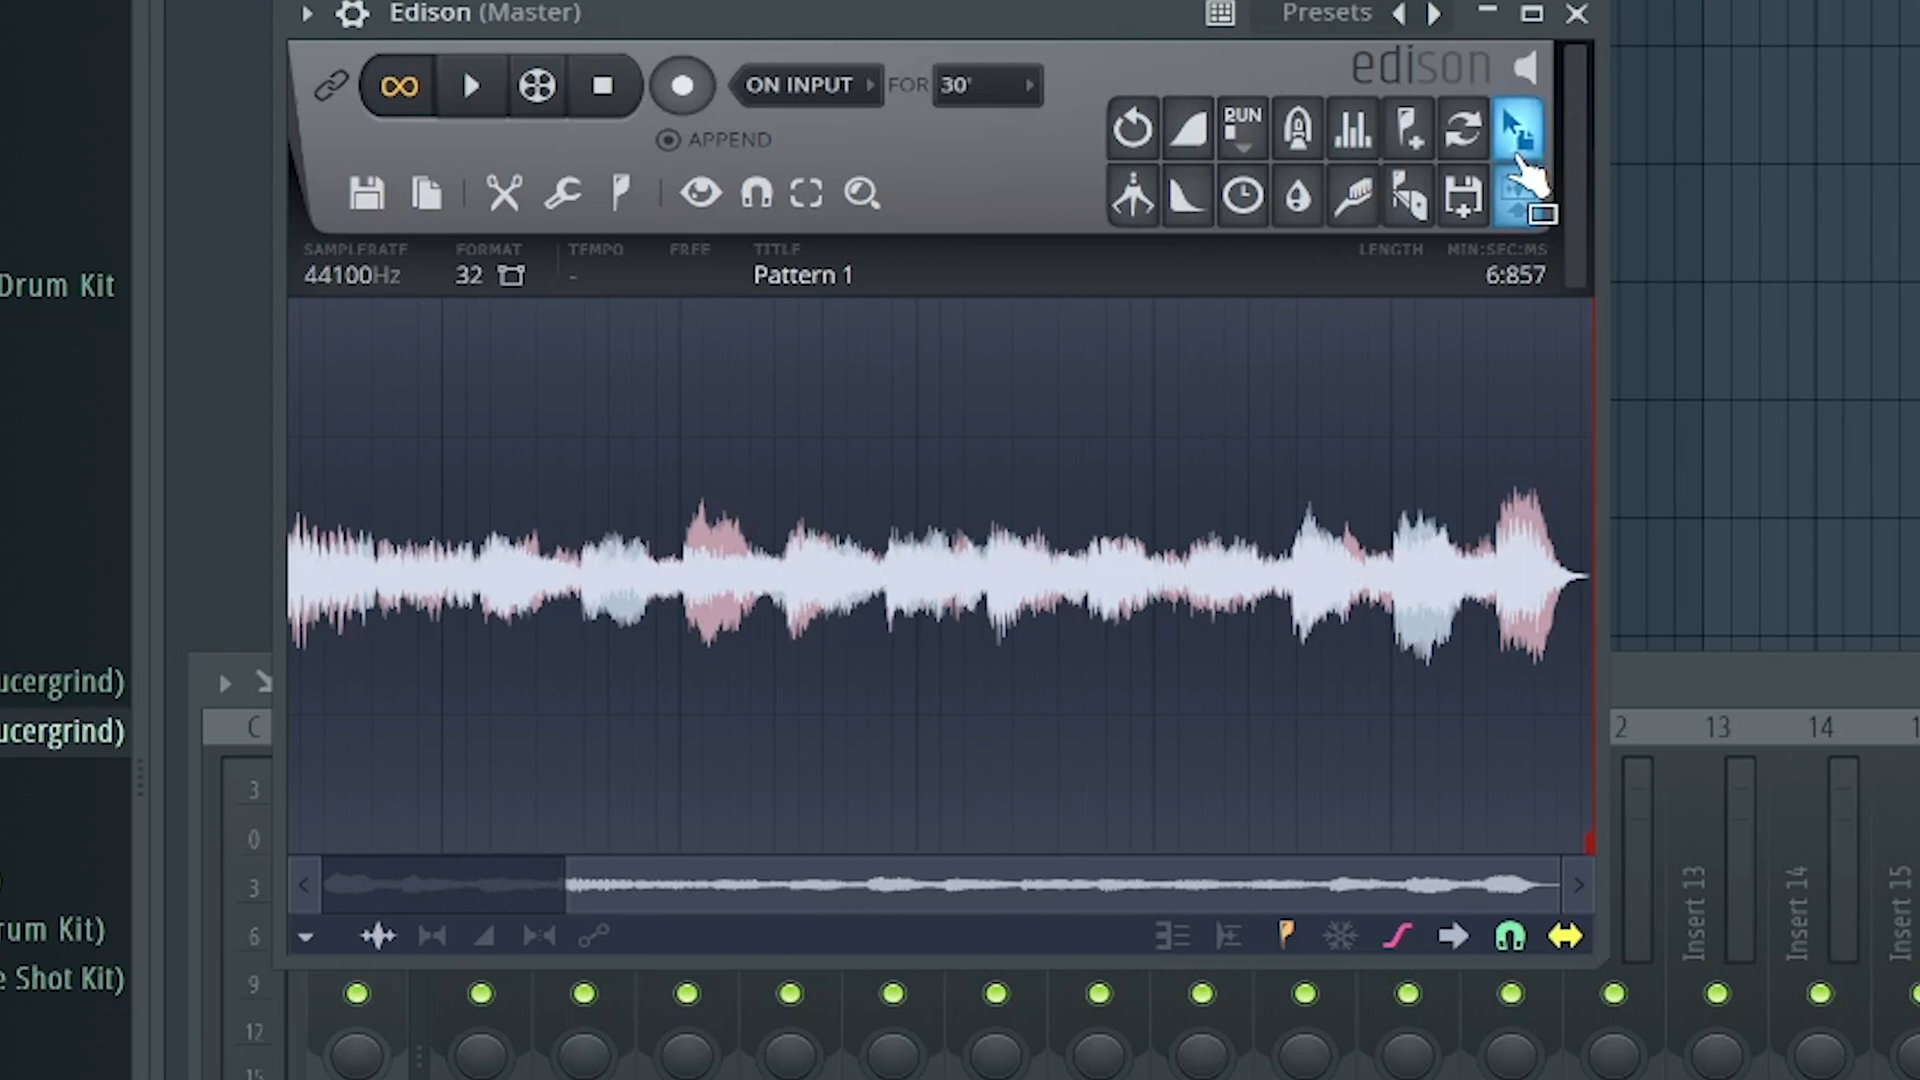 Edison (Master)
Presets
edison
ON INPUT
FOR
30'
APPEND
RUN
SAMPLERATE
44100Hz
FORMAT
32
TEMPO
-
FREE
TITLE
Pattern 1
LENGTH
MIN:SEC:MS
6:857
Drum Kit
ucergrind)
ucergrind)
rum Kit)
e Shot Kit)
C
2
13
14
1
3
0
3
6
9
12
15
Insert 13
Insert 14
Insert 15